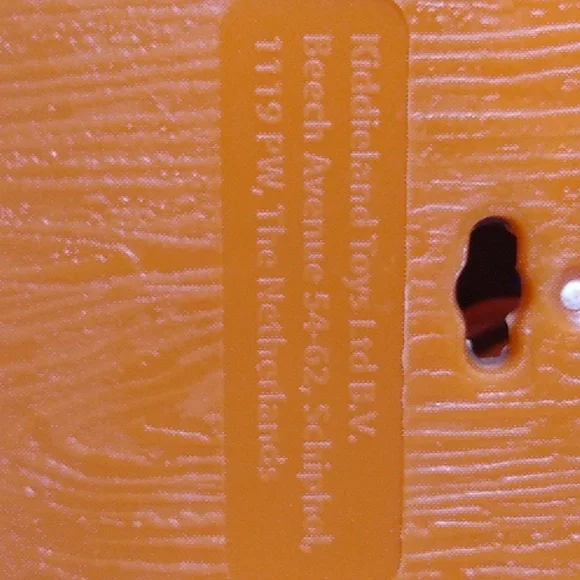 Kiddieland Toys Ltd B.V.
Beech Avenue 54-62, Schiphol,
1119 PW, The Netherlands